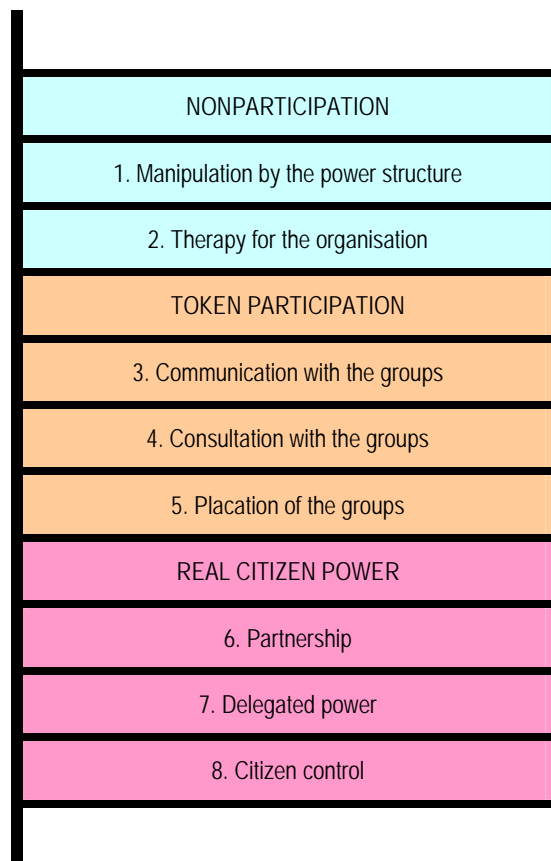 NONPARTICIPATION
1. Manipulation by the power structure
2. Therapy for the organisation
TOKEN PARTICIPATION
3. Communication with the groups
4. Consultation with the groups
5. Placation of the groups
REAL CITIZEN POWER
6. Partnership
7. Delegated power
8. Citizen control